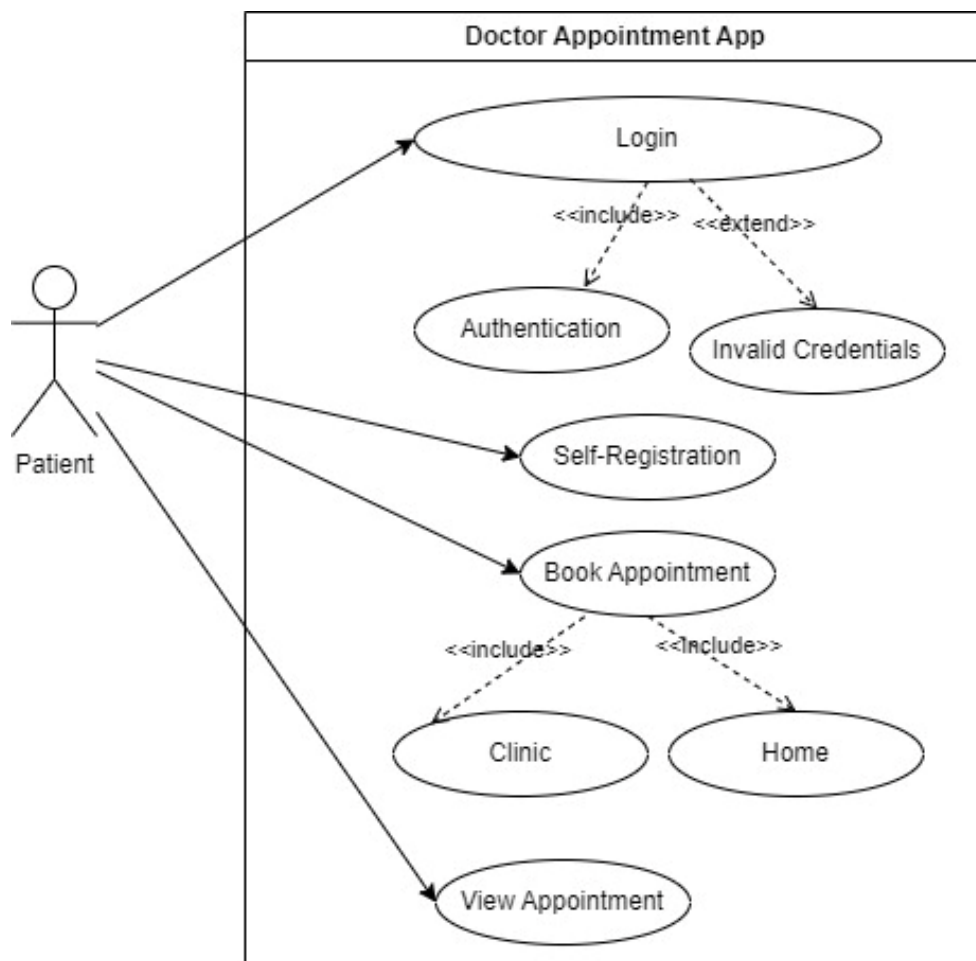 Doctor Appointment App
Login
<<include>>
<<extend>>
Authentication
Invalid Credentials
Patient
Self-Registration
Book Appointment
<<include>>
<<Include>>
Clinic
Home
View Appointment